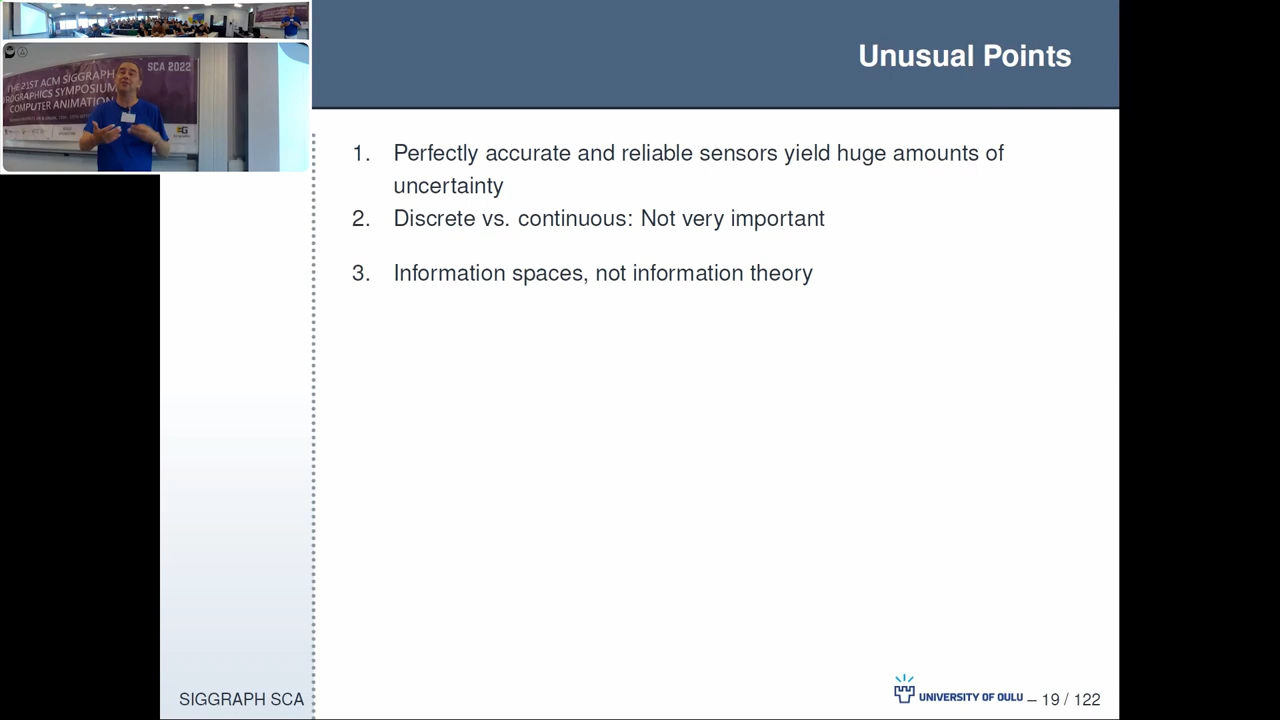 SCA 2022
THE 21ST ACM SIGGRAPH
EUROGRAPHICS SYMPOSIUM
COMPUTER ANIMATION
Unusual Points
1. Perfectly accurate and reliable sensors yield huge amounts of
uncertainty
2. Discrete vs. continuous: Not very important
3. Information spaces, not information theory
SIGGRAPH SCA
UNIVERSITY OF OULU – 19 / 122